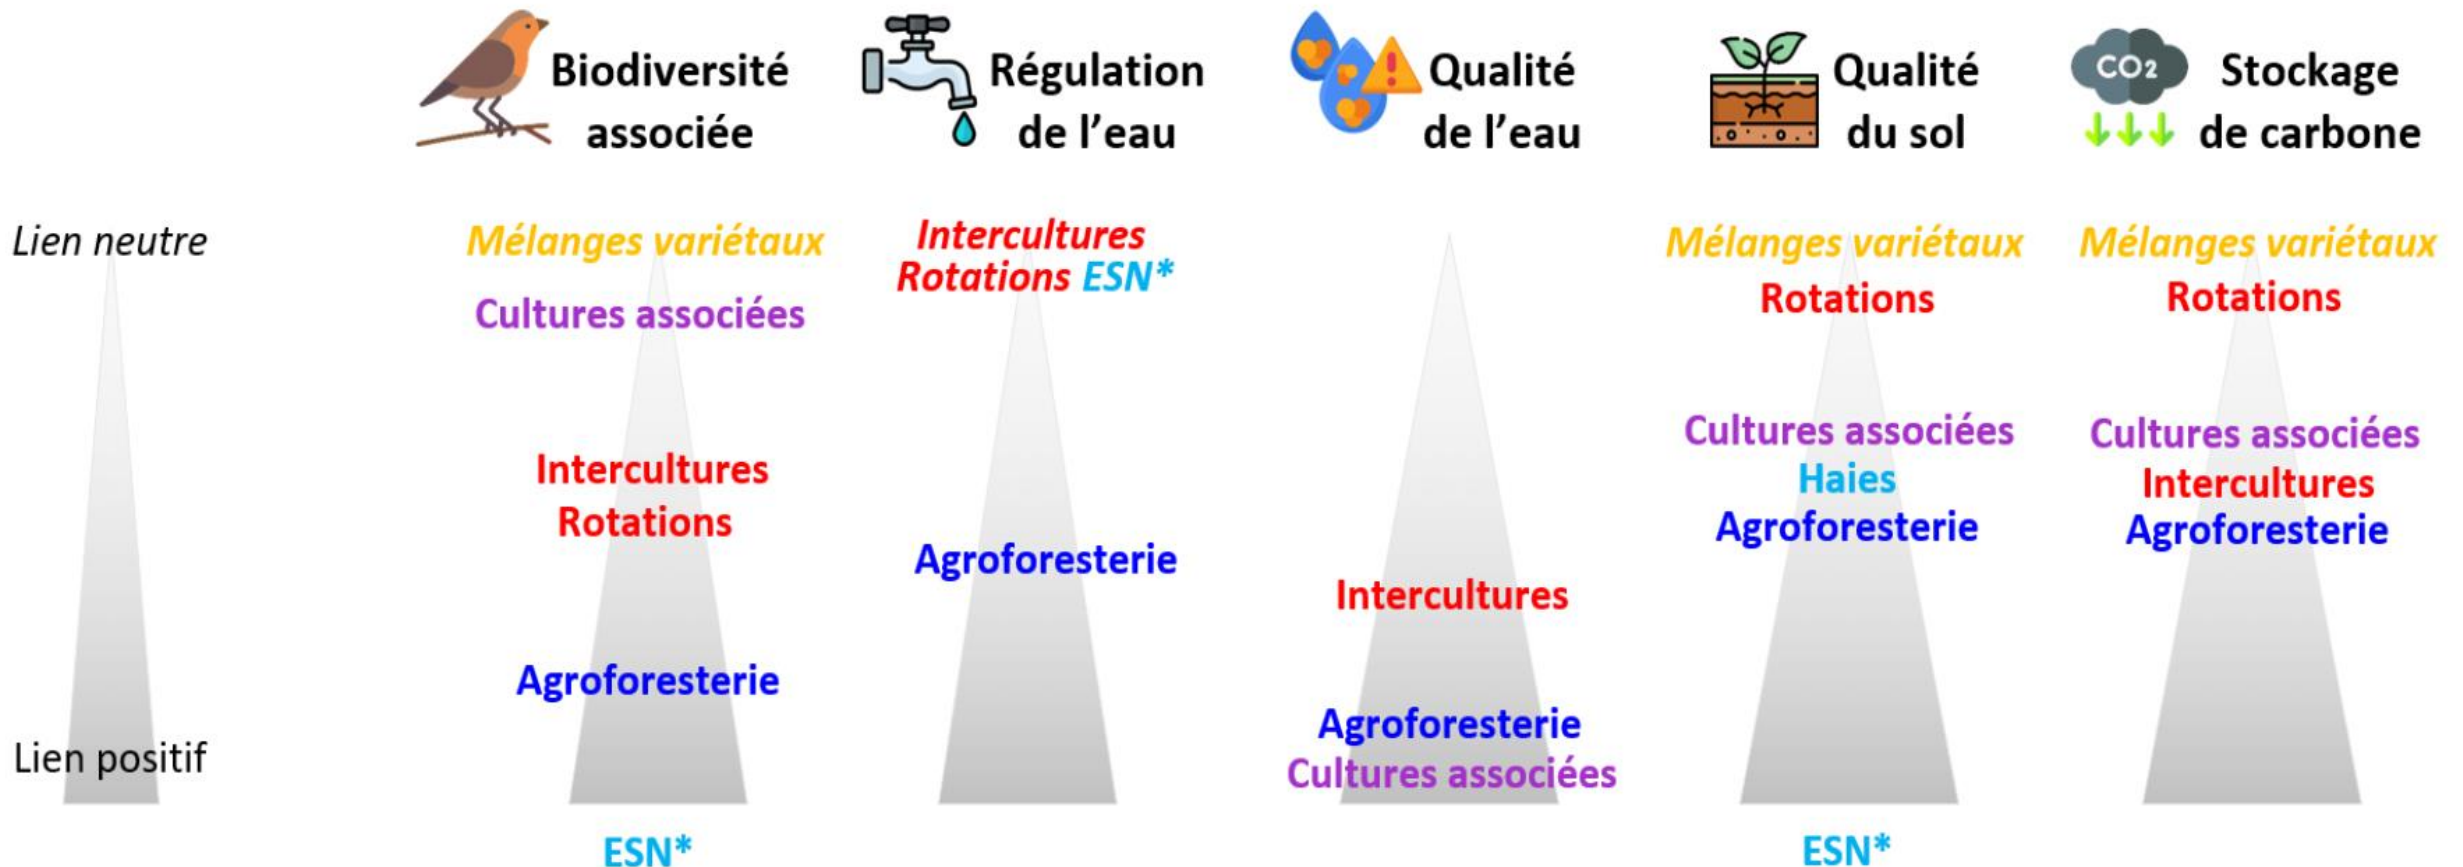 Biodiversité
associée
Régulation
de l'eau
Qualité
de l'eau
Qualité
du sol
CO2
Stockage
de carbone
Lien neutre
Lien positif
Mélanges variétaux
Cultures associées
Intercultures
Rotations
Agroforesterie
ESN*
Intercultures
Rotations ESN*
Agroforesterie
Intercultures
Agroforesterie
Cultures associées
Mélanges variétaux
Rotations
Cultures associées
Haies
Agroforesterie
ESN*
Mélanges variétaux
Rotations
Cultures associées
Intercultures
Agroforesterie